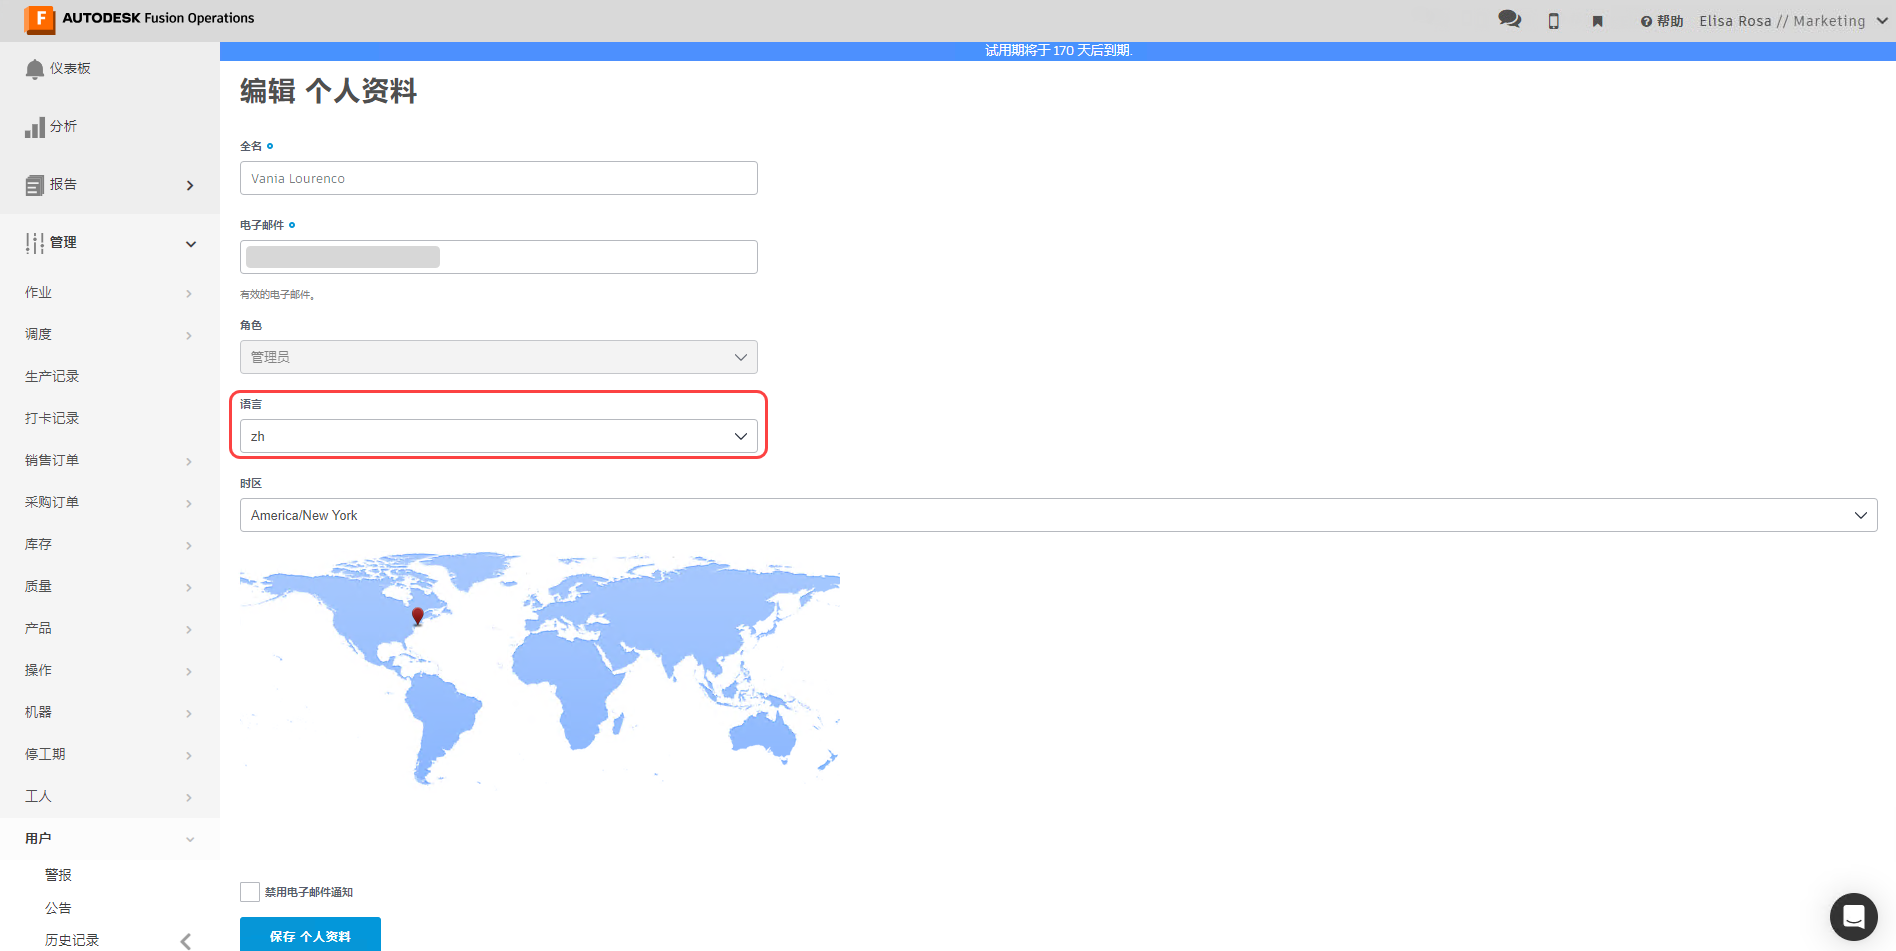 F AUTODESK Fusion Operations
帮助 Elisa Rosa // Marketing
试用期将于 170 天后到期.
仪表板
分析
报告
管理
作业
调度
生产记录
打卡记录
销售订单
采购订单
库存
质量
产品
操作
机器
停工期
工人
用户
警报
公告
历史记录
编辑 个人资料
全名
Vania Lourenco
电子邮件
有效的电子邮件。
角色
管理员
语言
zh
时区
America/New York
禁用电子邮件通知
保存 个人资料